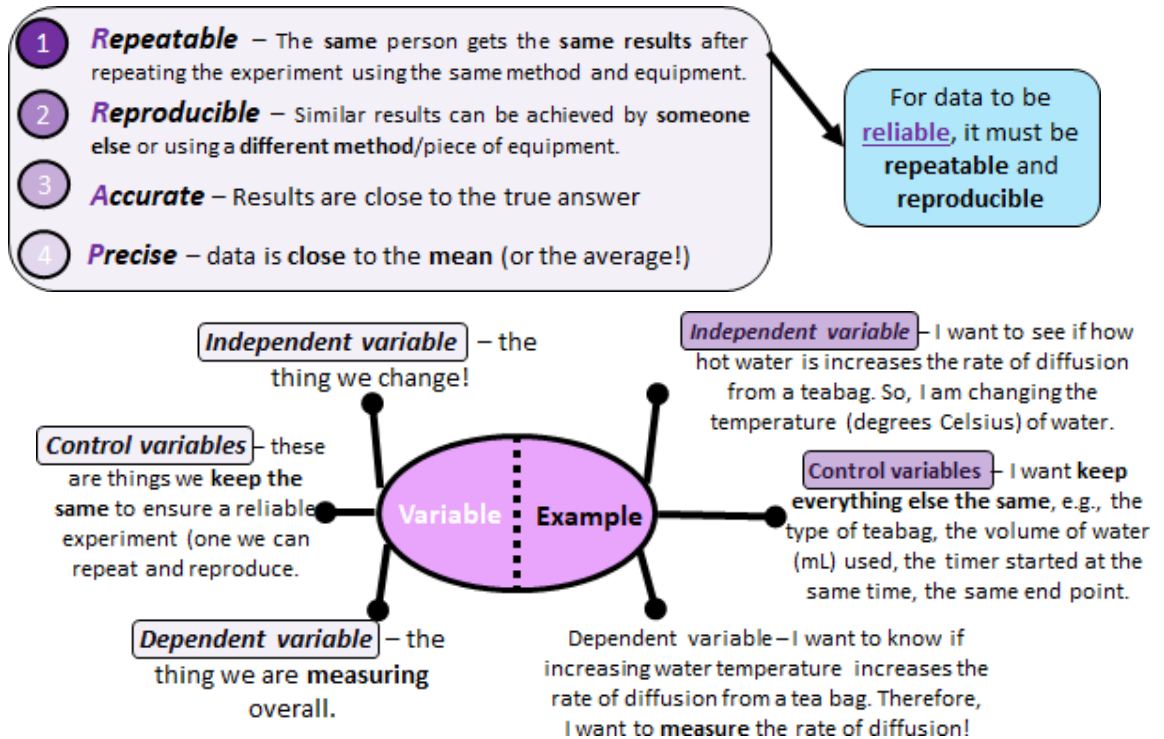 1 Repeatable – The same person gets the same results after
repeating the experiment using the same method and equipment.
2 Reproducible – Similar results can be achieved by someone
else or using a different method/piece of equipment.
3 Accurate – Results are close to the true answer
4 Precise – data is close to the mean (or the average!)
For data to be
reliable, it must be
repeatable and
reproducible
Independent variable – the
thing we change!
Control variables – these
are things we keep the
same to ensure a reliable
experiment (one we can
repeat and reproduce.
Dependent variable – the
thing we are measuring
overall.
Variable
Example
Independent variable – I want to see if how
hot water is increases the rate of diffusion
from a teabag. So, I am changing the
temperature (degrees Celsius) of water.
Control variables – I want keep
everything else the same, e.g., the
type of teabag, the volume of water
(mL) used, the timer started at the
same time, the same end point.
Dependent variable – I want to know if
increasing water temperature increases the
rate of diffusion from a tea bag. Therefore,
I want to measure the rate of diffusion!